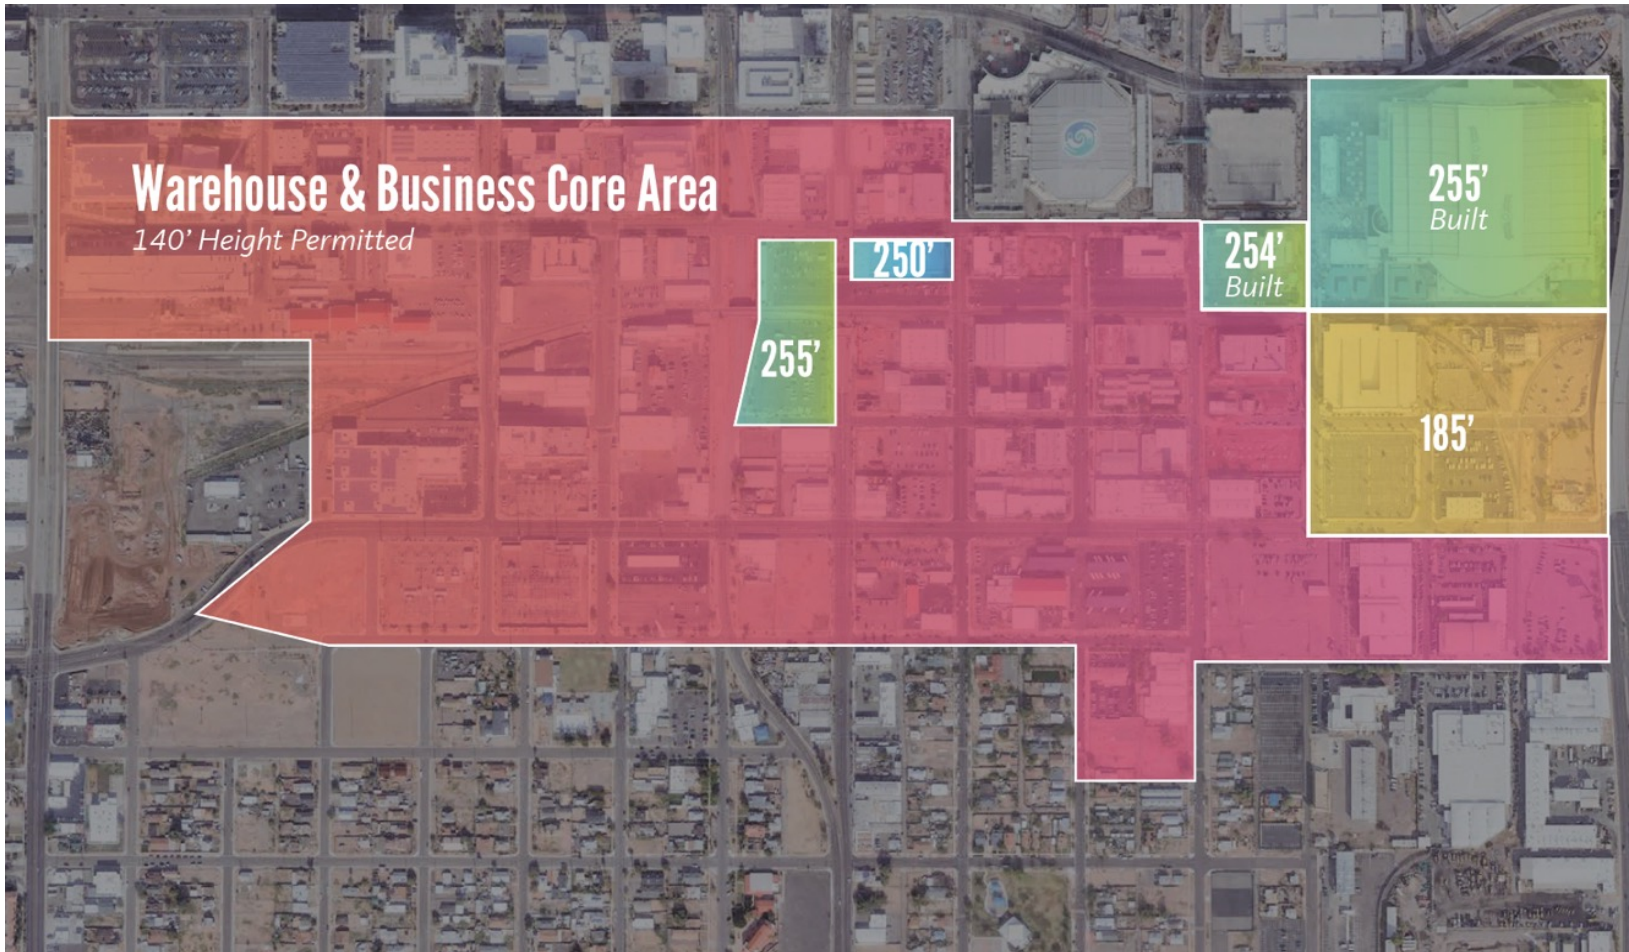 Warehouse & Business Core Area
140' Height Permitted
255'
250'
254'
Built
255'
Built
185'